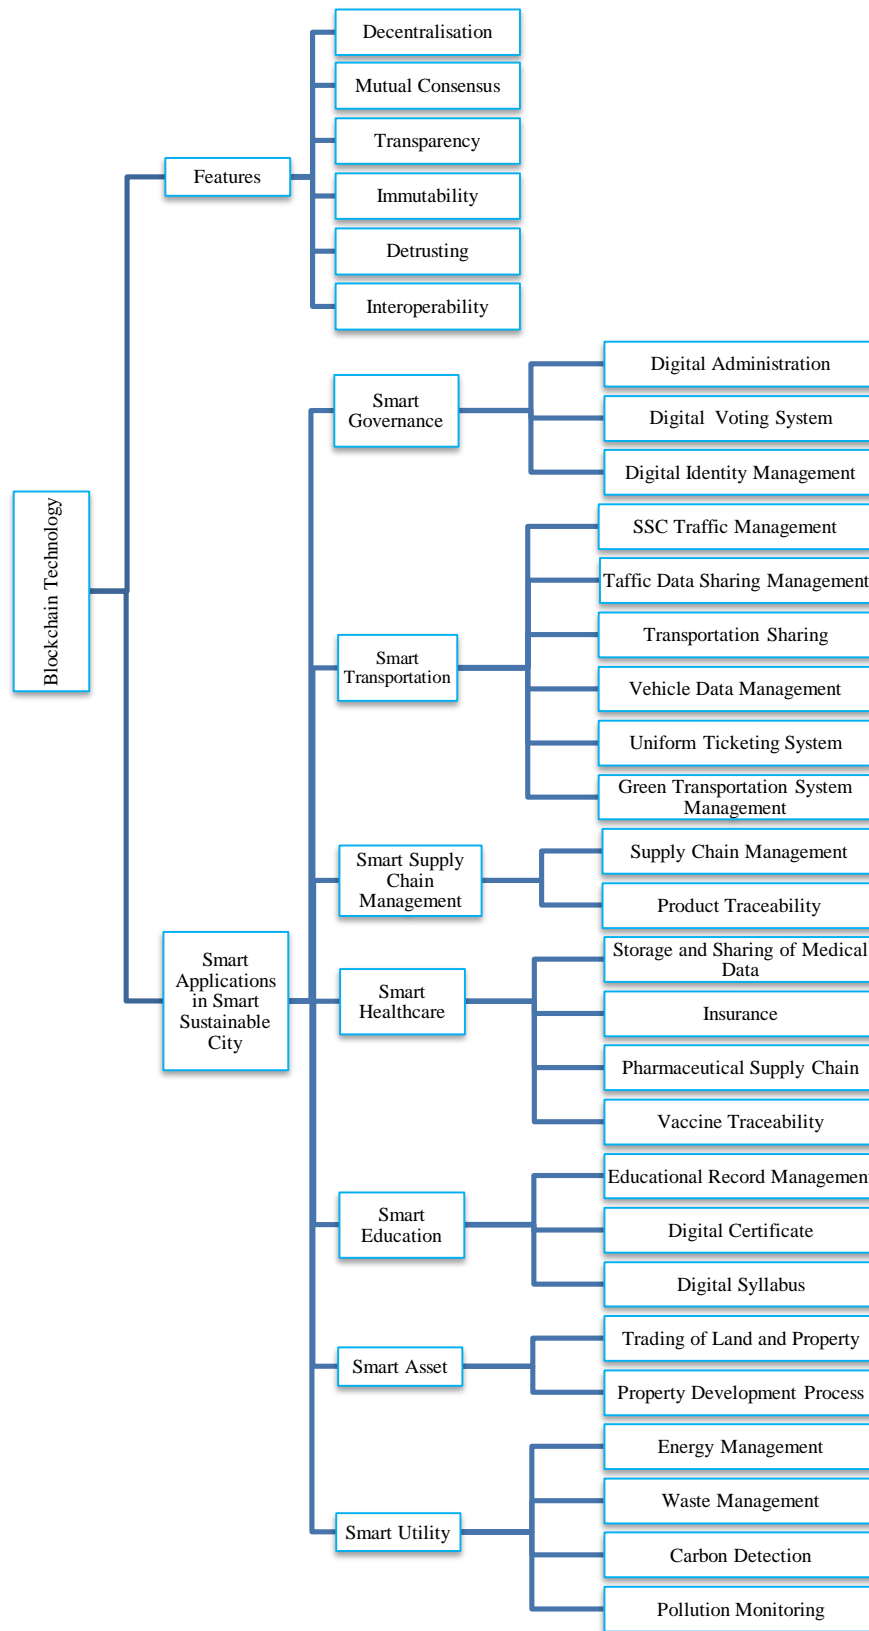 Decentralisation
Mutual Consensus
Transparency
Features
Immutability
Detrusting
Interoperability
Blockchain Technology
Smart
Applications
in Smart
Sustainable
City
Smart
Governance
Digital Administration
Digital Voting System
Digital Identity Management
Smart
Transportation
SSC Traffic Management
Taffic Data Sharing Management
Transportation Sharing
Vehicle Data Management
Uniform Ticketing System
Green Transportation System
Management
Smart Supply
Chain
Management
Supply Chain Management
Product Traceability
Smart
Healthcare
Storage and Sharing of Medical
Data
Insurance
Pharmaceutical Supply Chain
Vaccine Traceability
Smart
Education
Educational Record Management
Digital Certificate
Digital Syllabus
Smart Asset
Trading of Land and Property
Property Development Process
Smart Utility
Energy Management
Waste Management
Carbon Detection
Pollution Monitoring